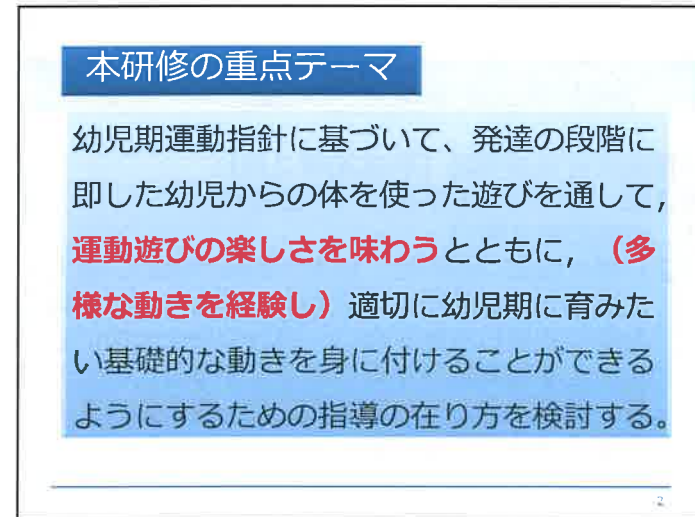 本研修の重点テーマ
幼児期運動指針に基づいて、発達の段階に
即した幼児からの体を使った遊びを通して,
運動遊びの楽しさを味わうとともに,（多
様な動きを経験し）適切に幼児期に育みた
い基礎的な動きを身に付けることができる
ようにするための指導の在り方を検討する。
2